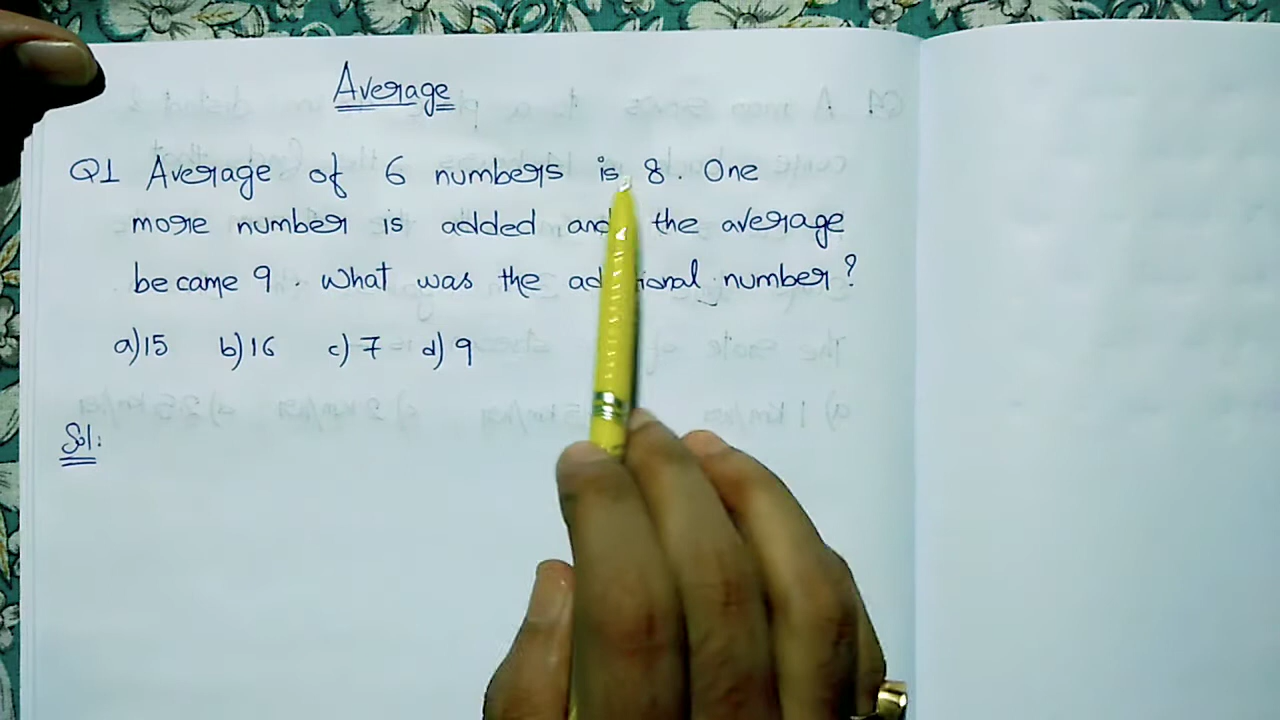 Average
Q1 Average of 6 numbers is 8. One
more number is added and the average
became 9. What was the additional number?
a) 15 b) 16 c) 7 d) 9
Sol: